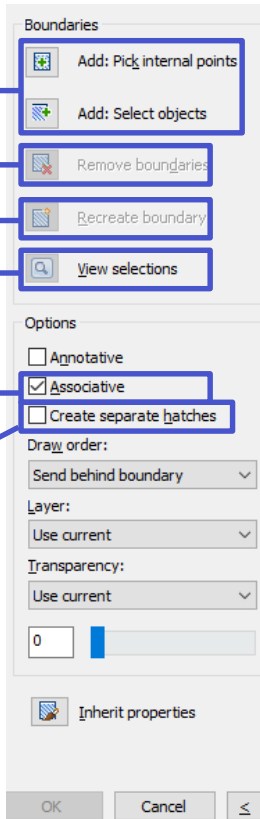 Boundaries
Add: Pick internal points
Add: Select objects
Remove boundaries
Recreate boundary
View selections
Options
Annotative
Associative
Create separate hatches
Draw order:
Send behind boundary
Layer:
Use current
Transparency:
Use current
0
Inherit properties
OK Cancel <